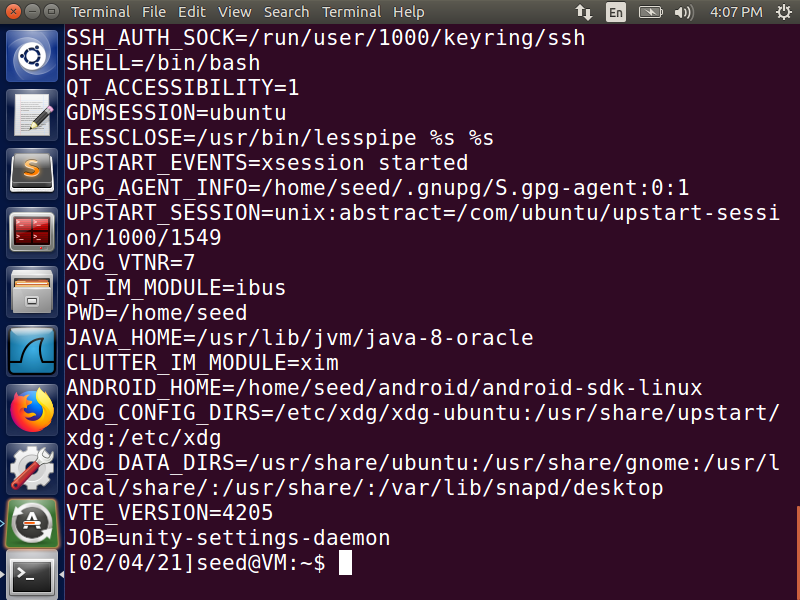 Terminal File Edit View Search Terminal Help En 4:07 PM
SSH_AUTH_SOCK=/run/user/1000/keyring/ssh
SHELL=/bin/bash
QT_ACCESSIBILITY=1
GDMSESSION=ubuntu
LESSCLOSE=/usr/bin/lesspipe %s %s
UPSTART_EVENTS=xsession started
GPG_AGENT_INFO=/home/seed/.gnupg/S.gpg-agent:0:1
UPSTART_SESSION=unix:abstract=/com/ubuntu/upstart-sessi
on/1000/1549
XDG_VTNR=7
QT_IM_MODULE=ibus
PWD=/home/seed
JAVA_HOME=/usr/lib/jvm/java-8-oracle
CLUTTER_IM_MODULE=xim
ANDROID_HOME=/home/seed/android/android-sdk-linux
XDG_CONFIG_DIRS=/etc/xdg/xdg-ubuntu:/usr/share/upstart/
xdg:/etc/xdg
XDG_DATA_DIRS=/usr/share/ubuntu:/usr/share/gnome:/usr/l
ocal/share/:/usr/share/:/var/lib/snapd/desktop
VTE_VERSION=4205
JOB=unity-settings-daemon
[02/04/21]seed@VM:~$